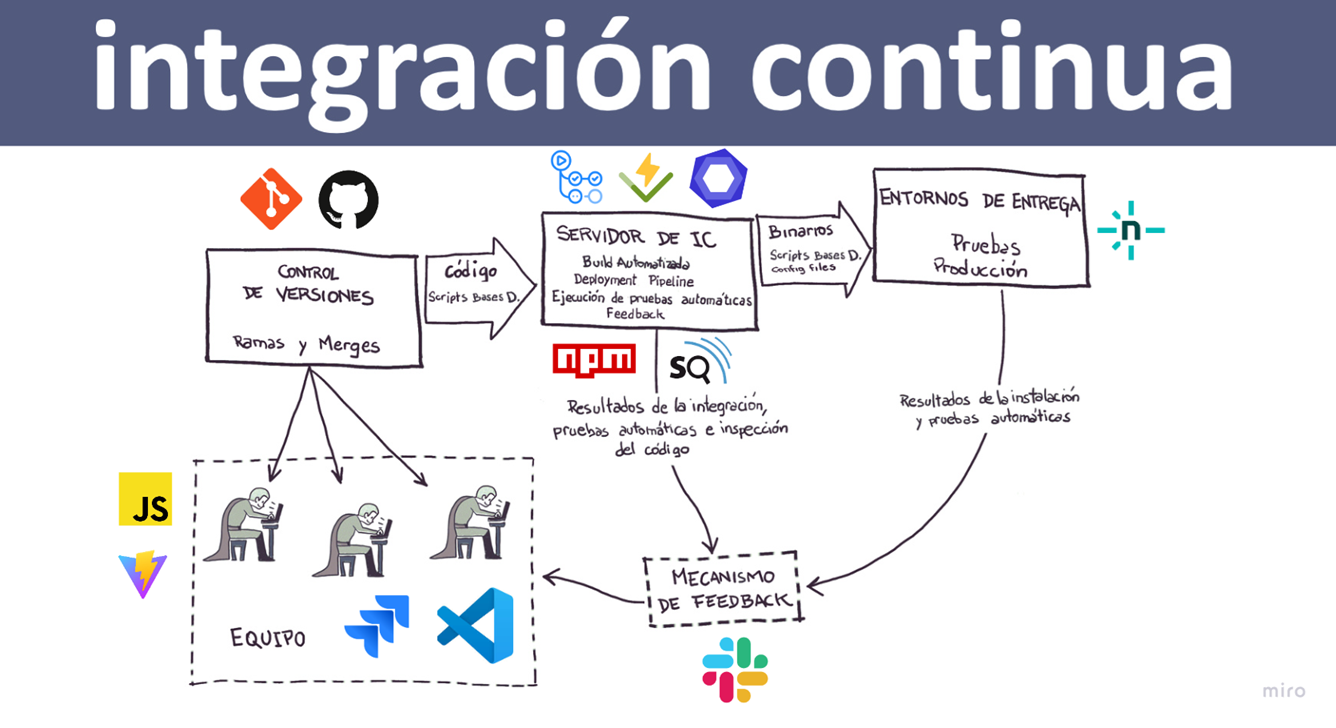 integración continua
CONTROL
DE VERSIONES
Ramas y Merges
Código
Scripts Bases D.
SERVIDOR DE IC
Build Automatizada
Deployment Pipeline
Ejecución de pruebas automáticas
Feedback
Binarios
Scripts Bases D.
Config Files
ENTORNOS DE ENTREGA
Pruebas
Producción
n
npm
SQ
Resultados de la integración,
pruebas automáticas e inspección
del código
Resultados de la instalación
y pruebas automáticas
JS
EQUIPO
MECANISMO
DE FEEDBACK
miro